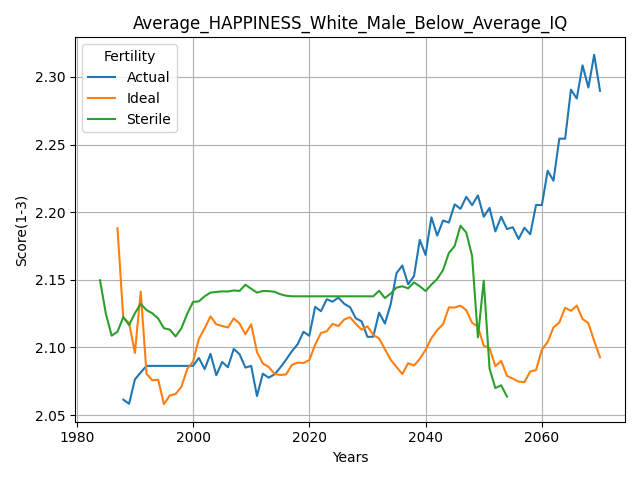 Average_HAPPINESS_White_Male_Below_Average_IQ
Fertility
Actual
Ideal
Sterile
Score(1-3)
2.30
2.25
2.20
2.15
2.10
2.05
1980
2000
2020
2040
2060
Years